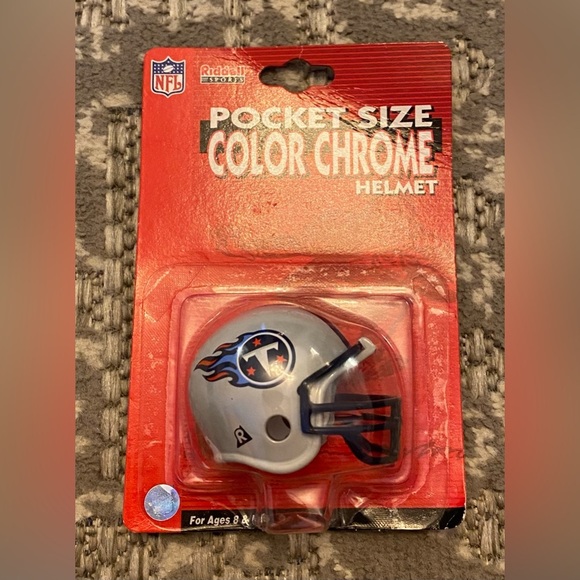 NFL
Riddell
SPORTS
POCKET SIZE
COLOR CHROME
HELMET
T
R
For Ages 8 &